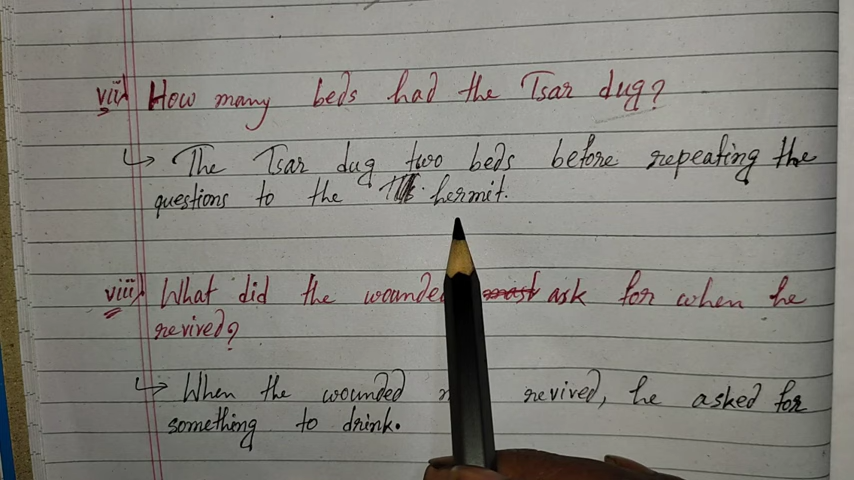 vii) How many beds had the Tsar dug?
↳ The Tsar dug two beds before repeating the
questions to the hermit.
viii) What did the wounded ask for when he
revived?
↳ When the wounded revived, he asked for
something to drink.